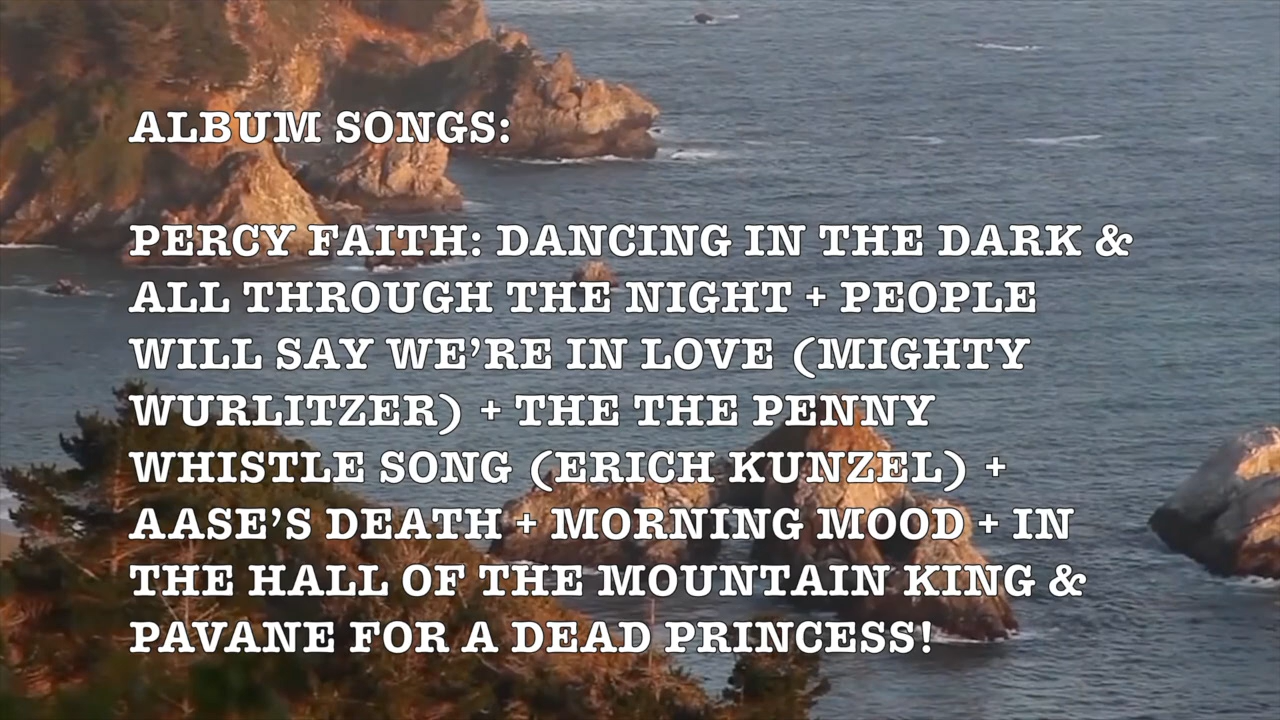 ALBUM SONGS:
PERCY FAITH: DANCING IN THE DARK &
ALL THROUGH THE NIGHT + PEOPLE
WILL SAY WE’RE IN LOVE (MIGHTY
WURLITZER) + THE THE PENNY
WHISTLE SONG (ERICH KUNZEL) +
AASE’S DEATH + MORNING MOOD + IN
THE HALL OF THE MOUNTAIN KING &
PAVANE FOR A DEAD PRINCESS!